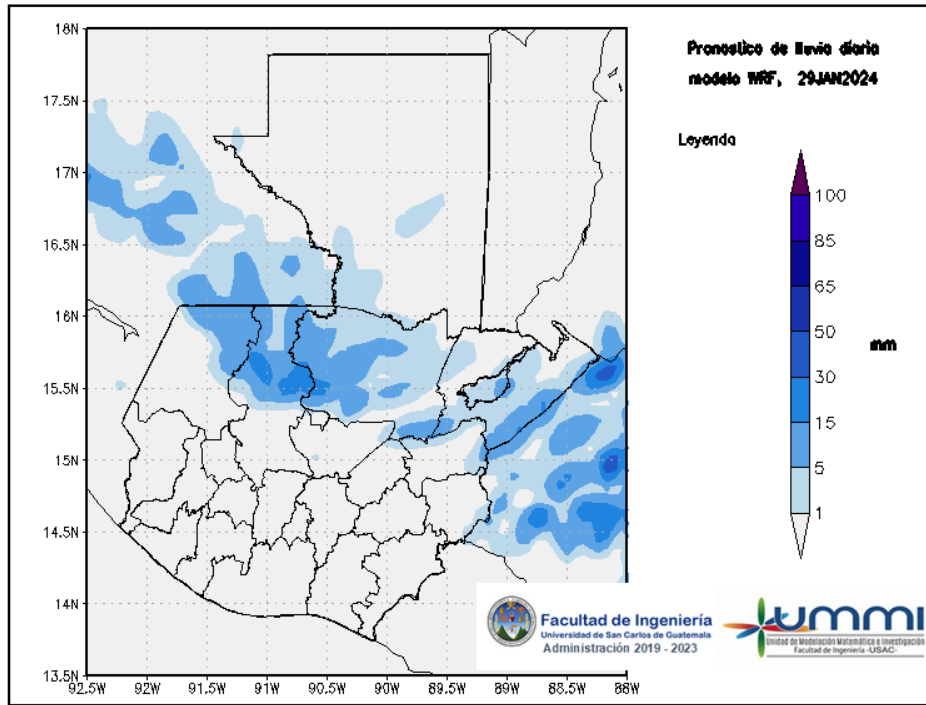 18N
17.5N
17N
16.5N
16N
15.5N
15N
14.5N
14N
13.5N
92.5W 92W 91.5W 91W 90.5W 90W 89.5W 89W 88.5W 88W
Pronostico de lluvia diaria
modelo WRF, 29JAN2024
Leyenda
100
85
65
50
30
15
5
1
mm
Facultad de Ingeniería
Universidad de San Carlos de Guatemala
Administración 2019 - 2023
ummi
Unidad de Modelación Matemática e Investigación
Facultad de Ingeniería -USAC-